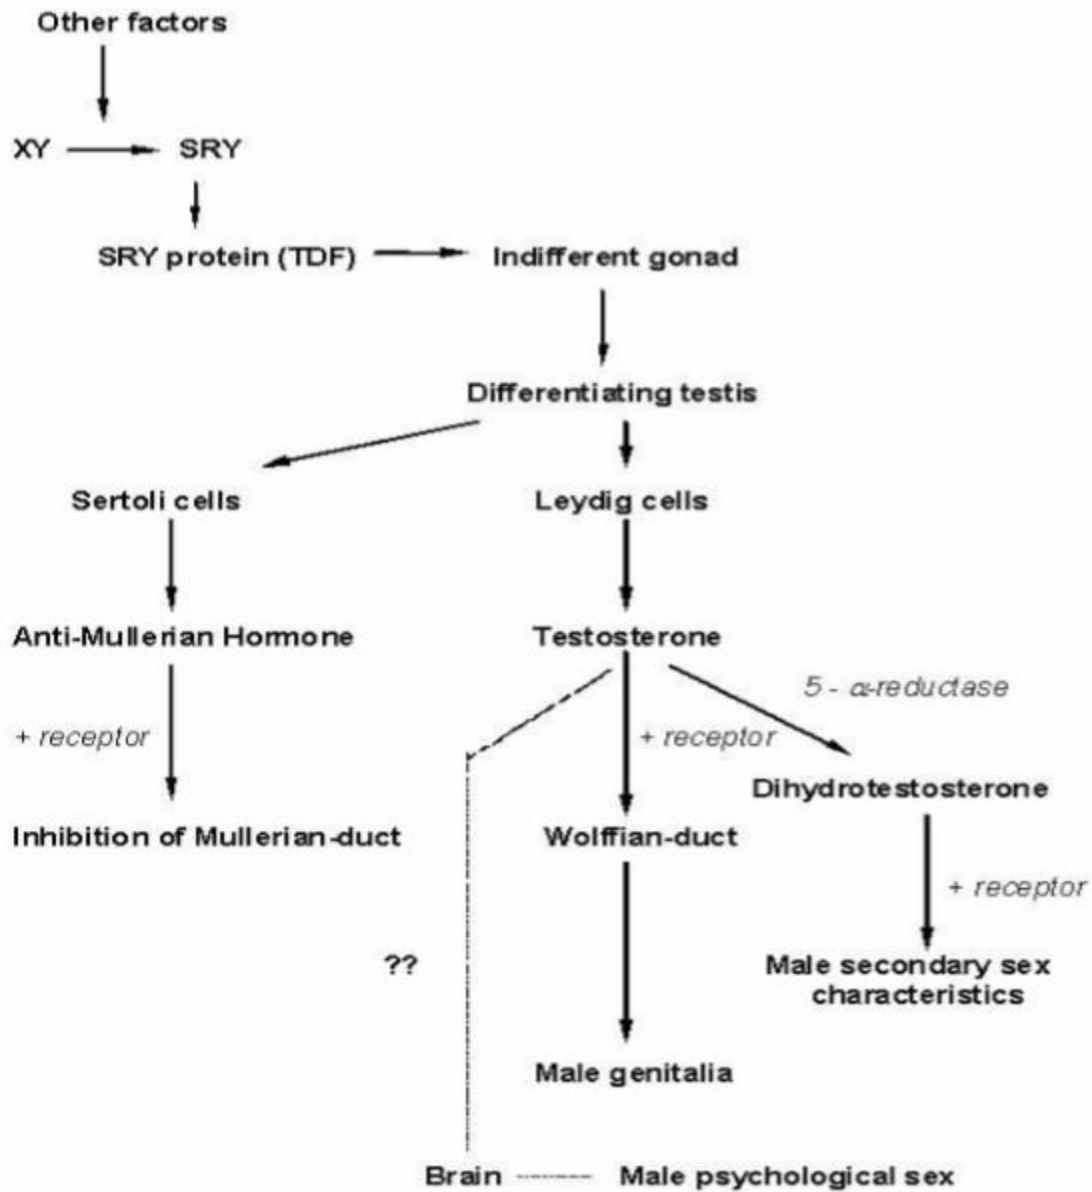 Other factors
XY
SRY
SRY protein (TDF)
Indifferent gonad
Differentiating testis
Sertoli cells
Leydig cells
Anti-Mullerian Hormone
Testosterone
5 - α-reductase
+ receptor
+ receptor
Dihydrotestosterone
Inhibition of Mullerian-duct
Wolffian-duct
+ receptor
??
Male secondary sex
characteristics
Male genitalia
Brain
Male psychological sex